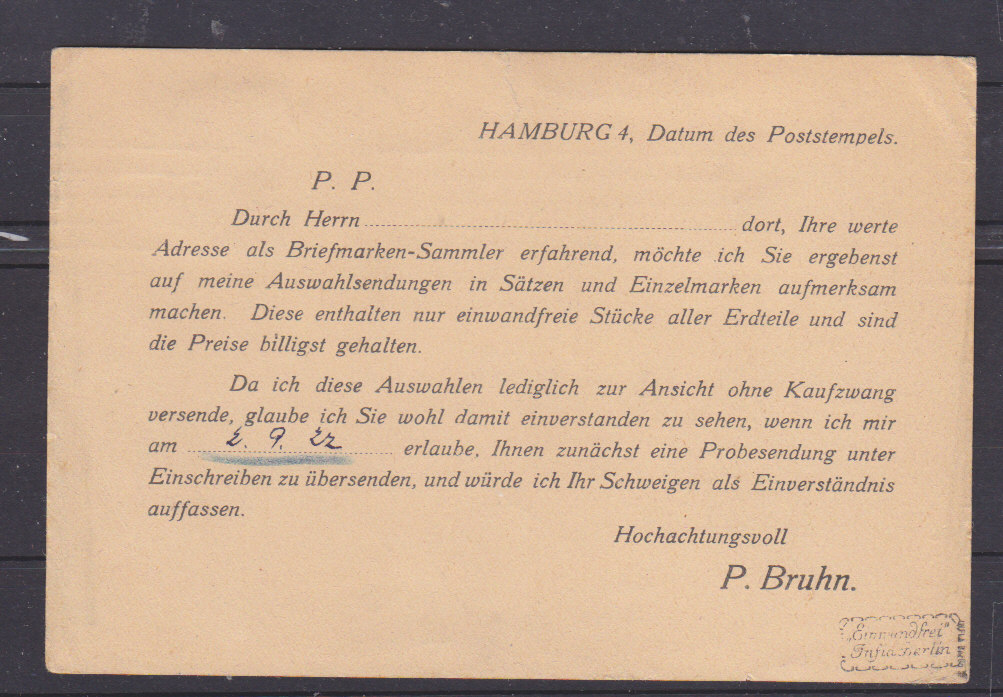 HAMBURG 4, Datum des Poststempels.
P. P.
Durch Herrn ........ dort, Ihre werte
Adresse als Briefmarken-Sammler erfahrend, möchte ich Sie ergebenst
auf meine Auswahlsendungen in Sätzen und Einzelmarken aufmerksam
machen. Diese enthalten nur einwandfreie Stücke aller Erdteile und sind
die Preise billigst gehalten.
Da ich diese Auswahlen lediglich zur Ansicht ohne Kaufzwang
versende, glaube ich Sie wohl damit einverstanden zu sehen, wenn ich mir
am 2. 9. 22 erlaube, Ihnen zunächst eine Probesendung unter
Einschreiben zu übersenden, und würde ich Ihr Schweigen als Einverständnis
auffassen.
Hochachtungsvoll
P. Bruhn.
„Einwandfrei"
Infla Berlin